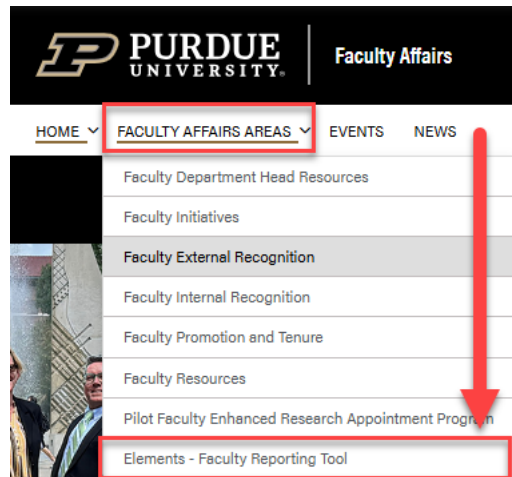 PURDUE
UNIVERSITY®
Faculty Affairs
HOME
FACULTY AFFAIRS AREAS
EVENTS
NEWS
Faculty Department Head Resources
Faculty Initiatives
Faculty External Recognition
Faculty Internal Recognition
Faculty Promotion and Tenure
Faculty Resources
Pilot Faculty Enhanced Research Appointment Program
Elements - Faculty Reporting Tool